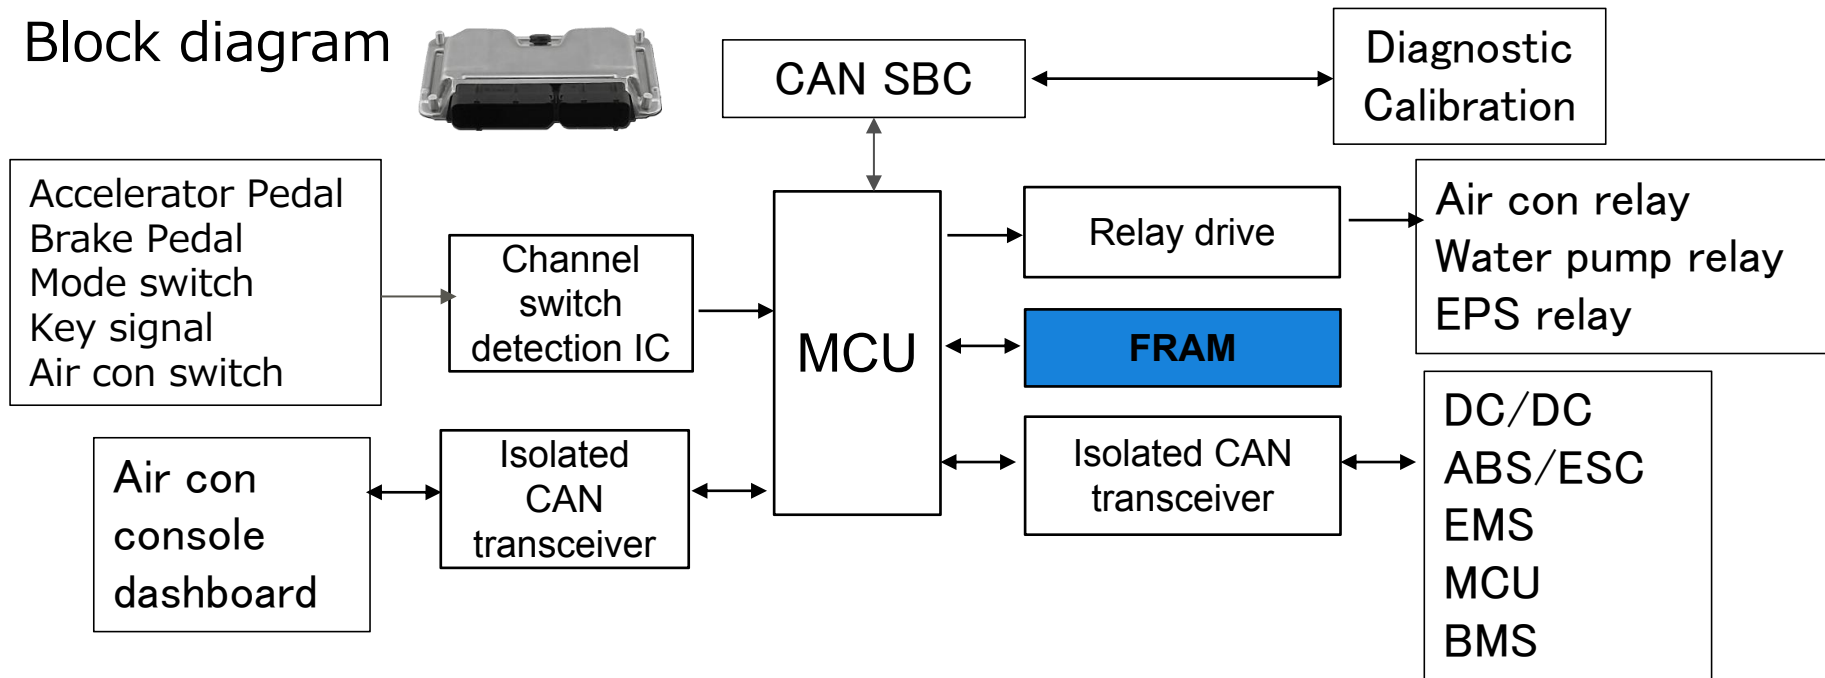 Block diagram
CAN SBC
Diagnostic
Calibration
Accelerator Pedal
Brake Pedal
Mode switch
Key signal
Air con switch
Channel
switch
detection IC
MCU
Relay drive
Air con relay
Water pump relay
EPS relay
FRAM
Air con
console
dashboard
Isolated
CAN
transceiver
Isolated CAN
transceiver
DC/DC
ABS/ESC
EMS
MCU
BMS